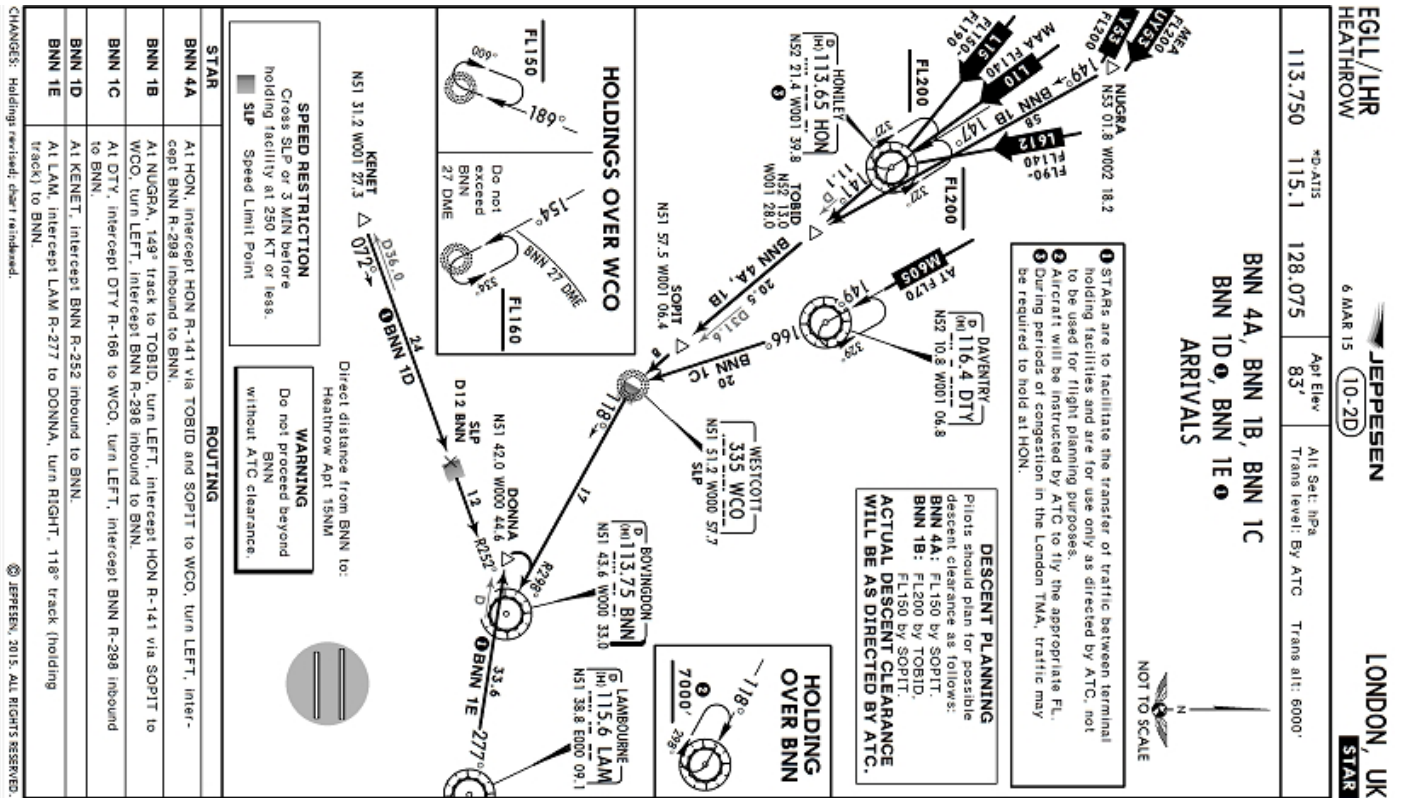 EGLL/LHR
HEATHROW
JEPPESEN
6 MAR 15
10-2D
LONDON, UK
STAR
*D-ATIS
113.750 115.1 128.075
Apt Elev
83'
Alt Set: hPa
Trans level: By ATC Trans alt: 6000'
BNN 4A, BNN 1B, BNN 1C
BNN 1D❶, BNN 1E❶
ARRIVALS
NOT TO SCALE
N
❶ STARs are to facilitate the transfer of traffic between terminal
holding facilities and are for use only as directed by ATC, not
to be used for flight planning purposes.
❷ Aircraft will be instructed by ATC to fly the appropriate FL.
❸ During periods of congestion in the London TMA, traffic may
be required to hold at HON.
MEA
FL200
UY53
Y53
FL200
NUGRA
N53 01.8 W002 18.2
149°
MAA FL140
L10
L15
FL150-
FL190
BNN 1B
58
147°
L612
FL90-
FL140
FL200
FL200
327°
327°
D
HONILEY
(H) 113.65 HON
N52 21.4 W001 39.8
❸
141°
11.1
D
TOBID
N52 13.0
W001 28.0
AT FL70
M605
149°
329°
D
DAVENTRY
(H) 116.4 DTY
N52 10.8 W001 06.8
BNN 4A, 1B
20.5
D31.6
166°
BNN 1C
20
SOPIT
N51 57.5 W001 06.4
8
WESTCOTT
335 WCO
N51 51.2 W000 57.7
SLP
118°
17
DESCENT PLANNING
Pilots should plan for possible
descent clearance as follows:
BNN 4A: FL150 by SOPIT.
BNN 1B: FL200 by TOBID,
FL150 by SOPIT.
ACTUAL DESCENT CLEARANCE
WILL BE AS DIRECTED BY ATC.
HOLDINGS OVER WCO
FL150
009°
189°
Do not
exceed
BNN
27 DME
154°
BNN 27 DME
334°
FL160
KENET
N51 31.2 W001 27.3
D36.0
072°
24
❶BNN 1D
D12 BNN
SLP
12
R252°
DONNA
N51 42.0 W000 44.6
R298°
D
D
BOVINGDON
(H) 113.75 BNN
N51 43.6 W000 33.0
33.6
❶BNN 1E
277°
D
LAMBOURNE
(H) 115.6 LAM
N51 38.8 E000 09.1
HOLDING
OVER BNN
118°
298°
❷
7000'
SPEED RESTRICTION
Cross SLP or 3 MIN before
holding facility at 250 KT or less.
SLP Speed Limit Point
Direct distance from BNN to:
Heathrow Apt 15NM
WARNING
Do not proceed beyond
BNN
without ATC clearance.
STAR ROUTING
BNN 4A At HON, intercept HON R-141 via TOBID and SOPIT to WCO, turn LEFT, inter-
cept BNN R-298 inbound to BNN.
BNN 1B At NUGRA, 149° track to TOBID, turn LEFT, intercept HON R-141 via SOPIT to
WCO, turn LEFT, intercept BNN R-298 inbound to BNN.
BNN 1C At DTY, intercept DTY R-166 to WCO, turn LEFT, intercept BNN R-298 inbound
to BNN.
BNN 1D At KENET, intercept BNN R-252 inbound to BNN.
BNN 1E At LAM, intercept LAM R-277 to DONNA, turn RIGHT, 118° track (holding
track) to BNN.
CHANGES: Holdings revised; chart reindexed.
© JEPPESEN, 2015. ALL RIGHTS RESERVED.